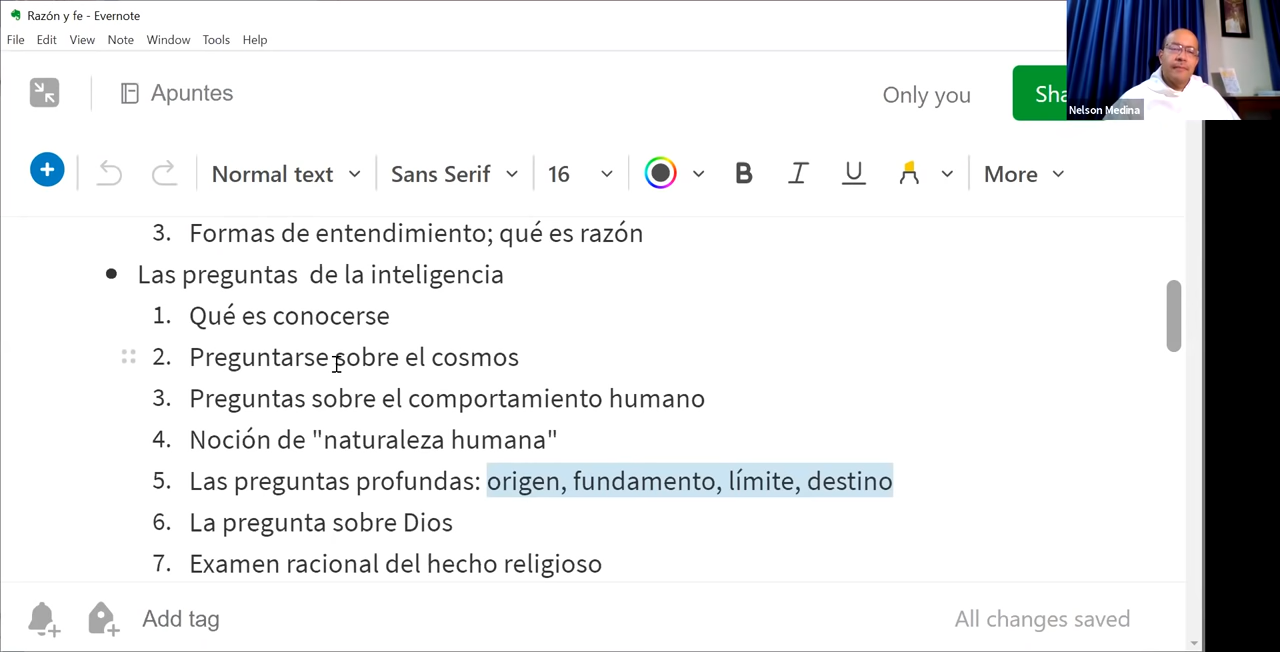 Razón y fe - Evernote
File Edit View Note Window Tools Help
Apuntes
Only you
Sha
Nelson Medina
Normal text
Sans Serif
16
B I U
More
3. Formas de entendimiento; qué es razón
● Las preguntas de la inteligencia
1. Qué es conocerse
2. Preguntarse sobre el cosmos
3. Preguntas sobre el comportamiento humano
4. Noción de "naturaleza humana"
5. Las preguntas profundas: origen, fundamento, límite, destino
6. La pregunta sobre Dios
7. Examen racional del hecho religioso
Add tag
All changes saved